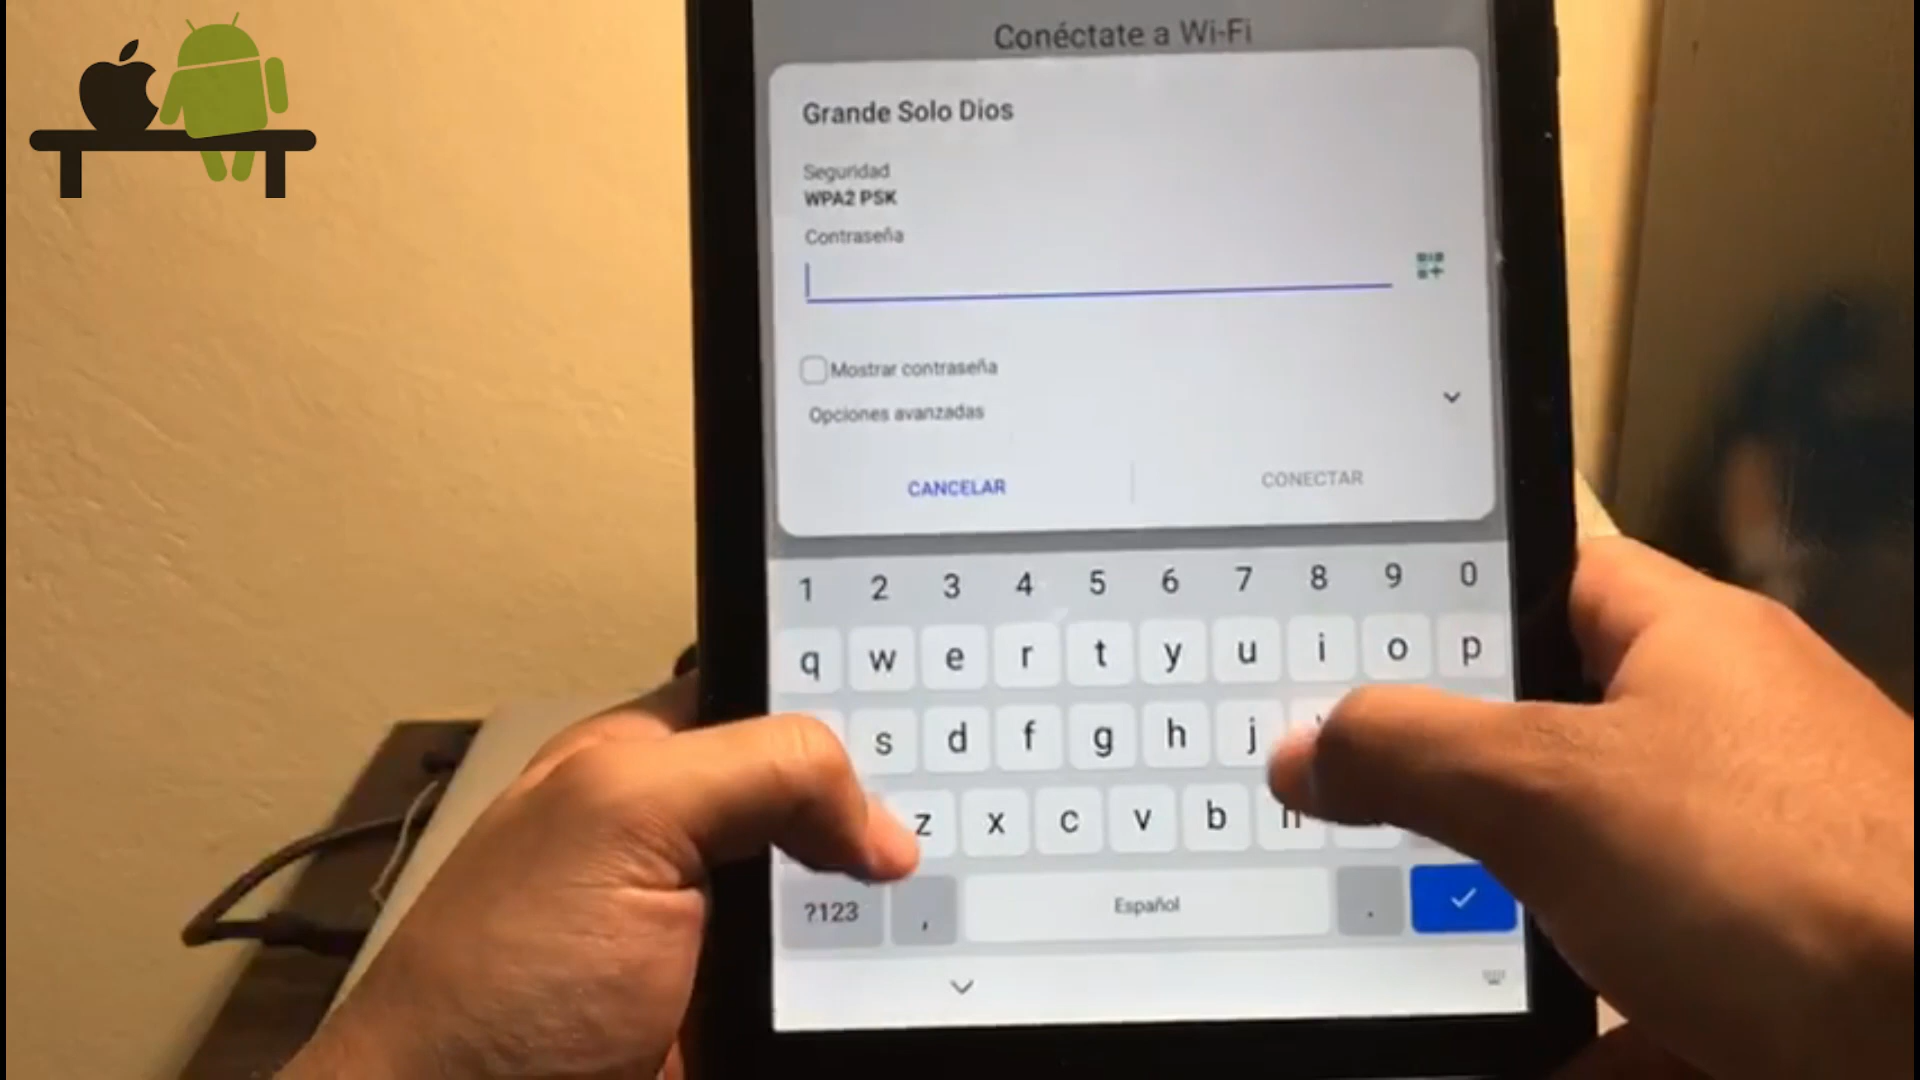 Conéctate a Wi-Fi
Grande Solo Dios
Seguridad
WPA2 PSK
Contraseña
Mostrar contraseña
Opciones avanzadas
CANCELAR
CONECTAR
1 2 3 4 5 6 7 8 9 0
q w e r t y u i o p
s d f g h j
z x c v b n
?123 , Español .